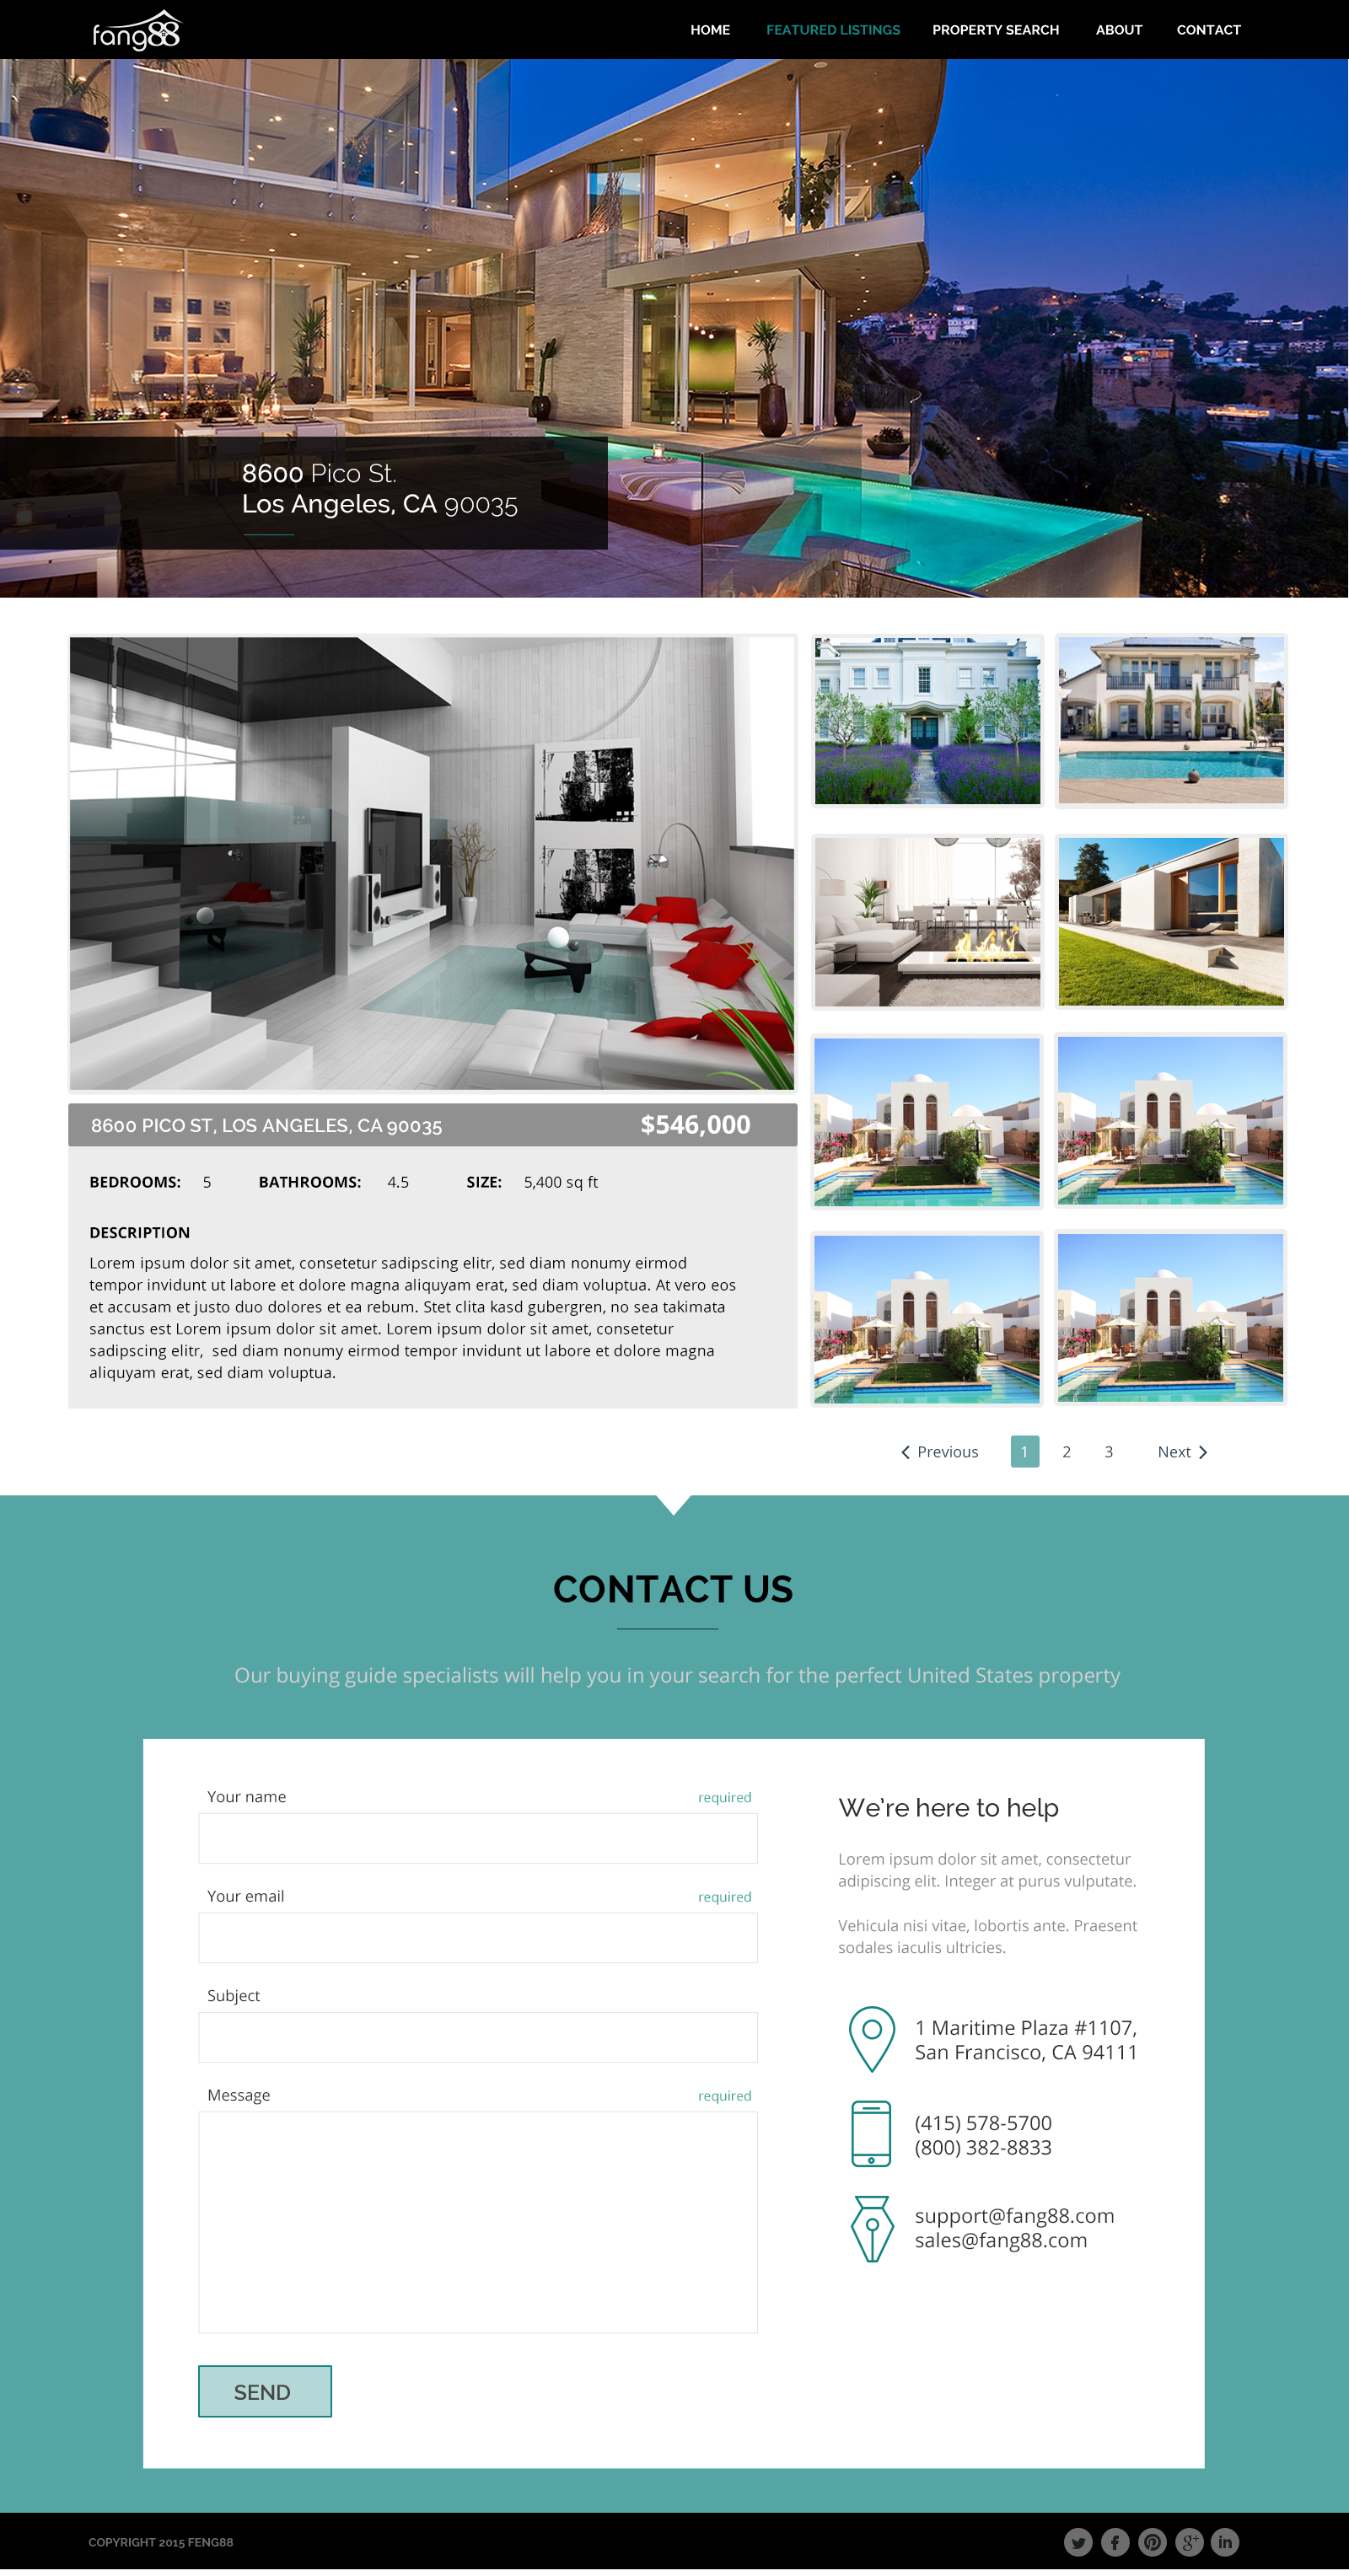 fang88
HOME FEATURED LISTINGS PROPERTY SEARCH ABOUT CONTACT
8600 Pico St.
Los Angeles, CA 90035
8600 PICO ST, LOS ANGELES, CA 90035 $546,000
BEDROOMS: 5 BATHROOMS: 4.5 SIZE: 5,400 sq ft
DESCRIPTION
Lorem ipsum dolor sit amet, consetetur sadipscing elitr, sed diam nonumy eirmod
tempor invidunt ut labore et dolore magna aliquyam erat, sed diam voluptua. At vero eos
et accusam et justo duo dolores et ea rebum. Stet clita kasd gubergren, no sea takimata
sanctus est Lorem ipsum dolor sit amet. Lorem ipsum dolor sit amet, consetetur
sadipscing elitr, sed diam nonumy eirmod tempor invidunt ut labore et dolore magna
aliquyam erat, sed diam voluptua.
Previous 1 2 3 Next
CONTACT US
Our buying guide specialists will help you in your search for the perfect United States property
Your name required
Your email required
Subject
Message required
SEND
We're here to help
Lorem ipsum dolor sit amet, consectetur
adipiscing elit. Integer at purus vulputate.
Vehicula nisi vitae, lobortis ante. Praesent
sodales iaculis ultricies.
1 Maritime Plaza #1107,
San Francisco, CA 94111
(415) 578-5700
(800) 382-8833
support@fang88.com
sales@fang88.com
COPYRIGHT 2015 FENG88